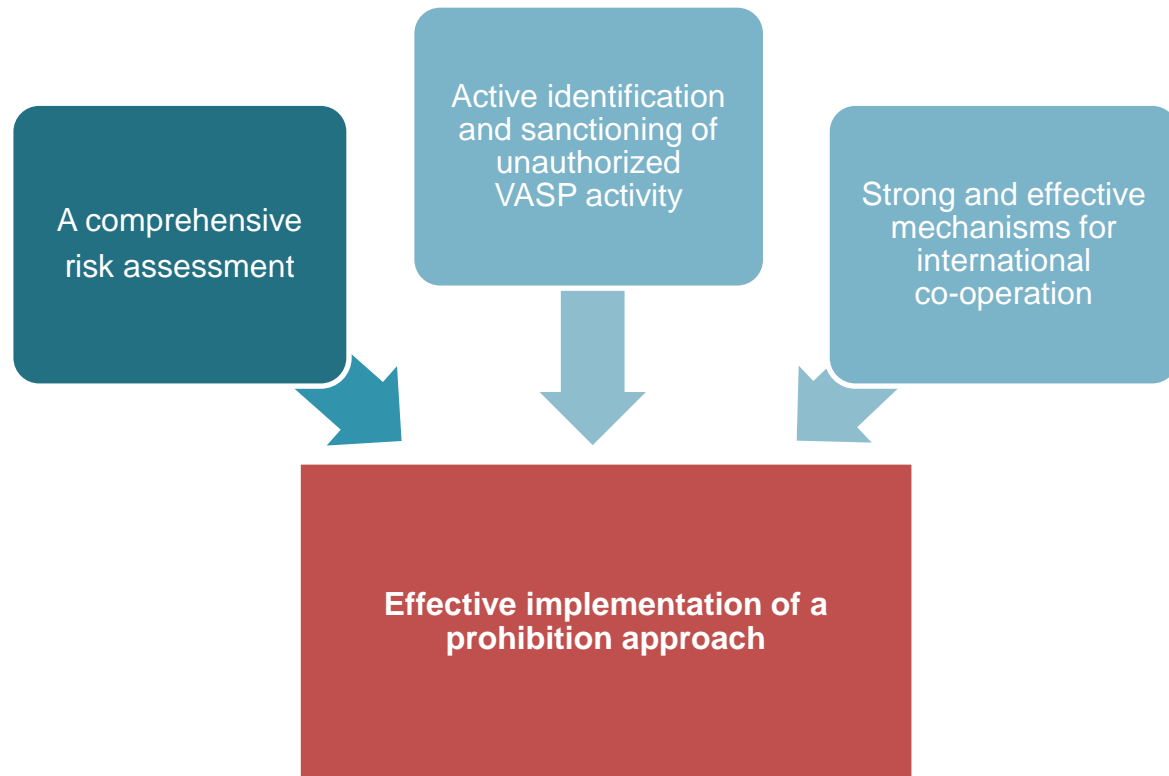 A comprehensive
risk assessment
Active identification
and sanctioning of
unauthorized
VASP activity
Strong and effective
mechanisms for
international
co-operation
Effective implementation of a
prohibition approach